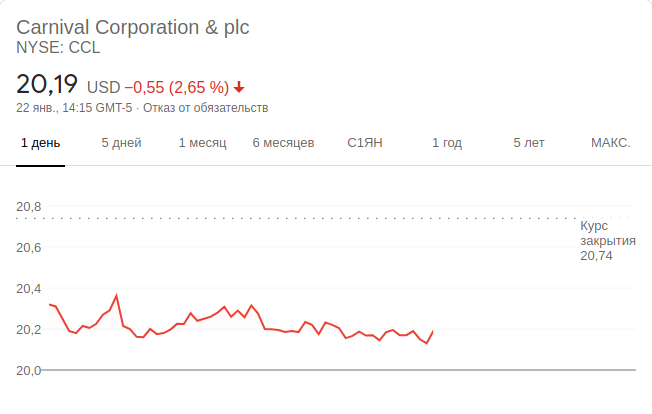 Carnival Corporation & plc
NYSE: CCL
20,19 USD −0,55 (2,65 %)
22 янв., 14:15 GMT-5 · Отказ от обязательств
1 день 5 дней 1 месяц 6 месяцев С1ЯН 1 год 5 лет МАКС.
20,8
Курс
закрытия
20,74
20,6
20,4
20,2
20,0